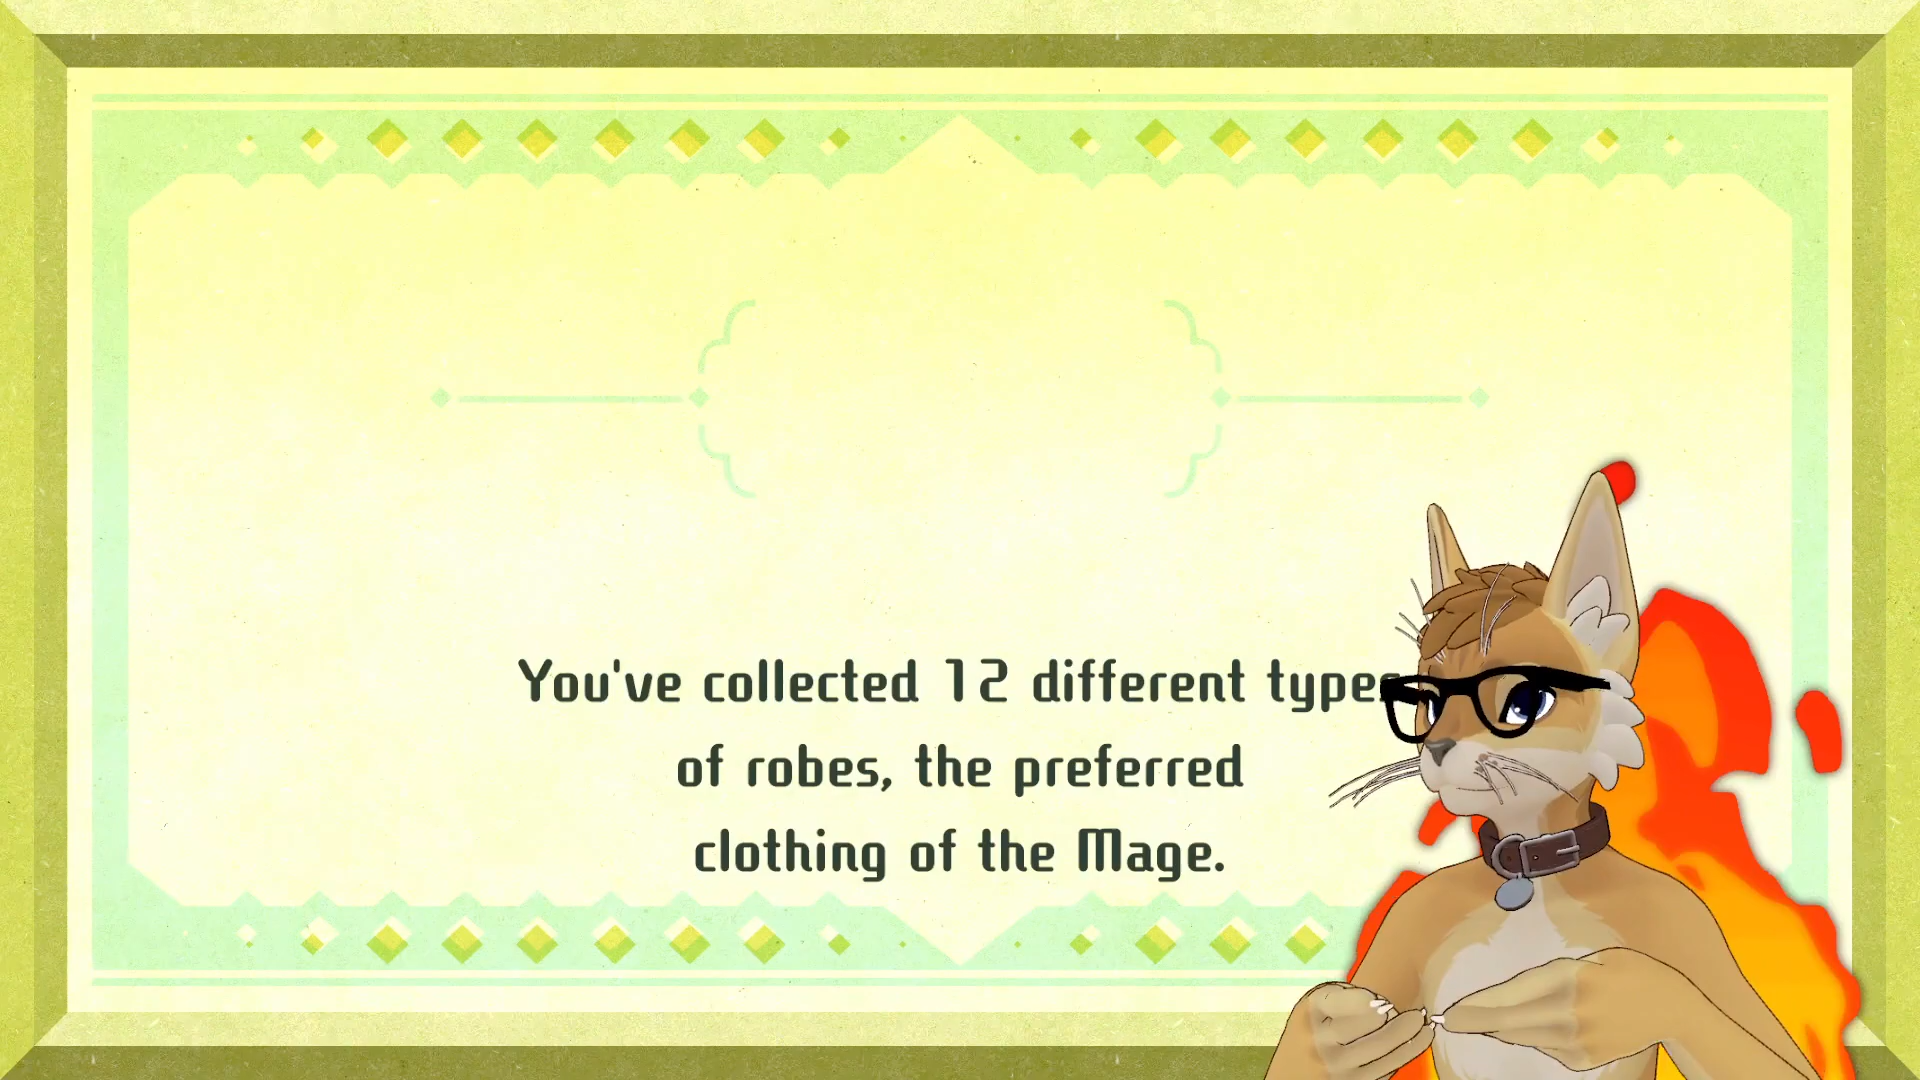 You've collected 12 different types
of robes, the preferred
clothing of the Mage.